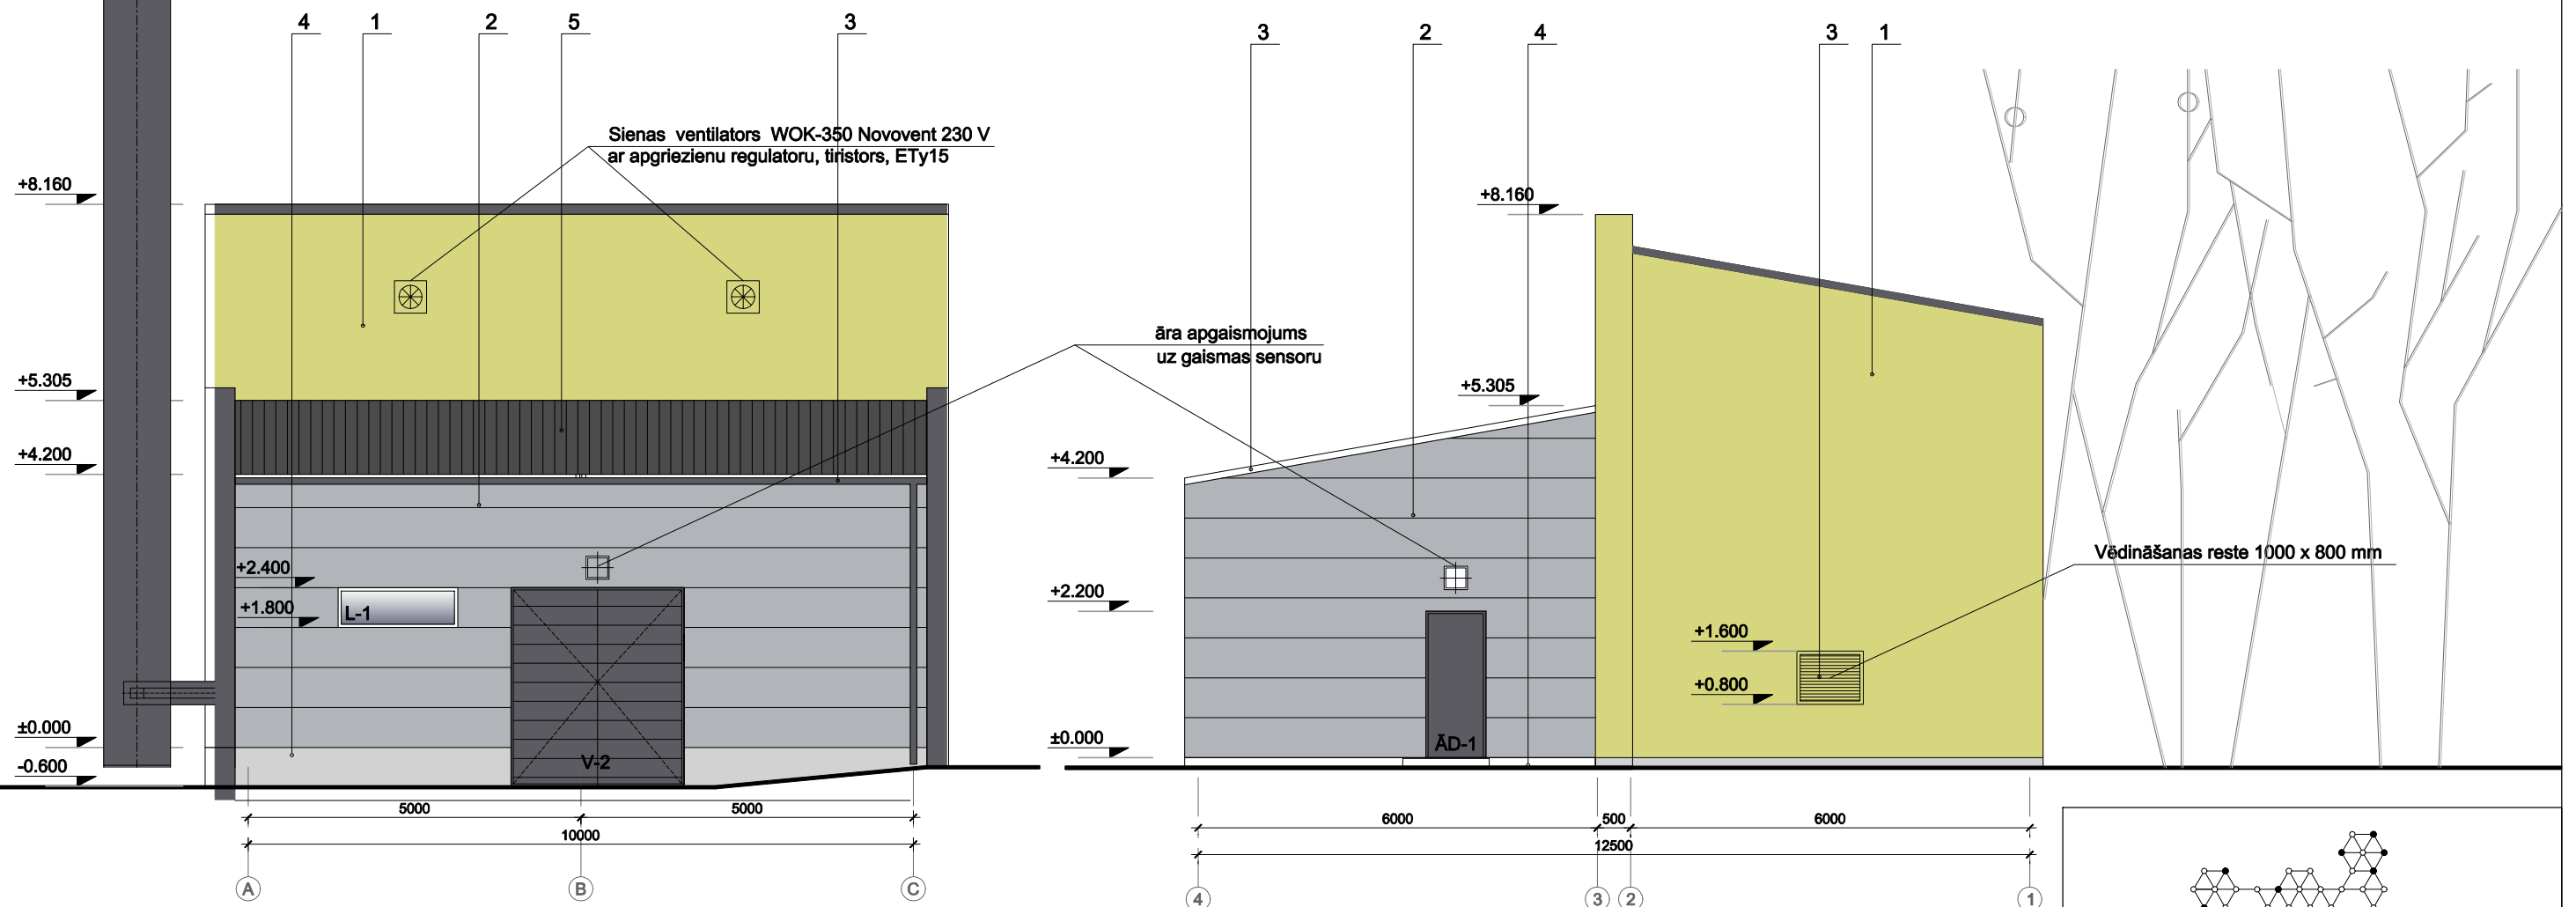 4 1 2 5 3
3 2 4 3 1
Sienas ventilators WOK-350 Novovent 230 V
ar apgriezienu regulatoru, tiristors, ETy15
+8.160
+8.160
āra apgaismojums
uz gaismas sensoru
+5.305
+5.305
+4.200
+4.200
Vēdināšanas reste 1000 x 800 mm
+2.400
+1.800
L-1
+2.200
+1.600
+0.800
±0.000
±0.000
-0.600
V-2
ĀD-1
5000 5000
10000
6000 500 6000
12500
A B C
4 3 2 1